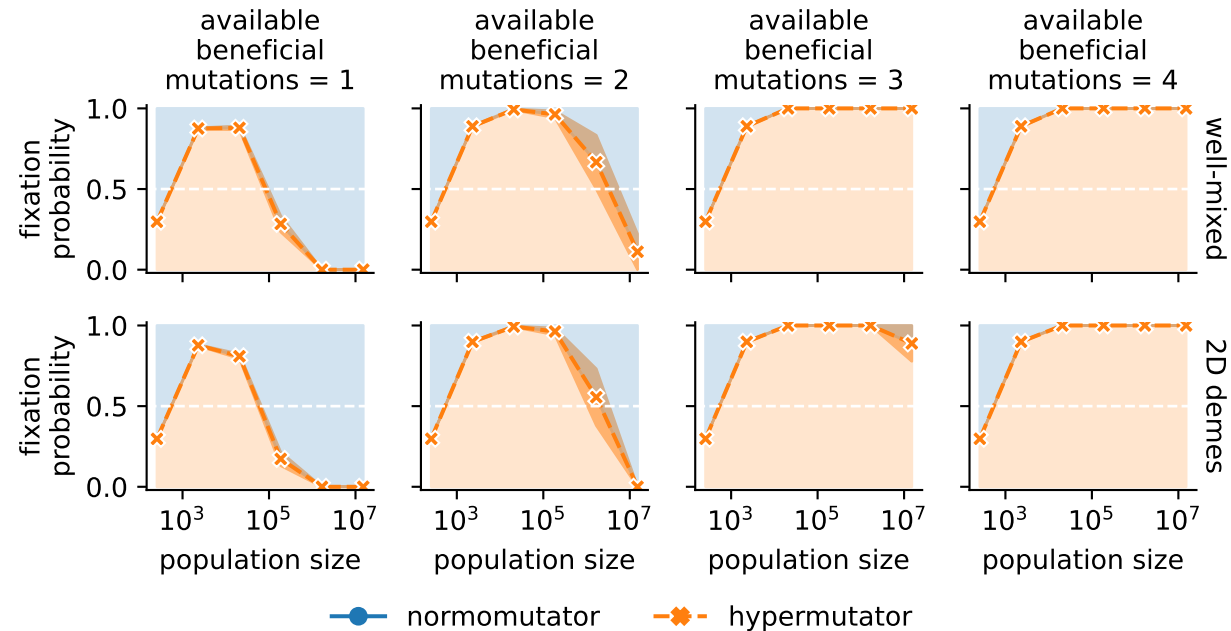 available
beneficial
mutations = 1
available
beneficial
mutations = 2
available
beneficial
mutations = 3
available
beneficial
mutations = 4
fixation
probability
1.0
0.5
0.0
well-mixed
fixation
probability
1.0
0.5
0.0
2D demes
10³ 10⁵ 10⁷
10³ 10⁵ 10⁷
10³ 10⁵ 10⁷
10³ 10⁵ 10⁷
population size
population size
population size
population size
normomutator hypermutator